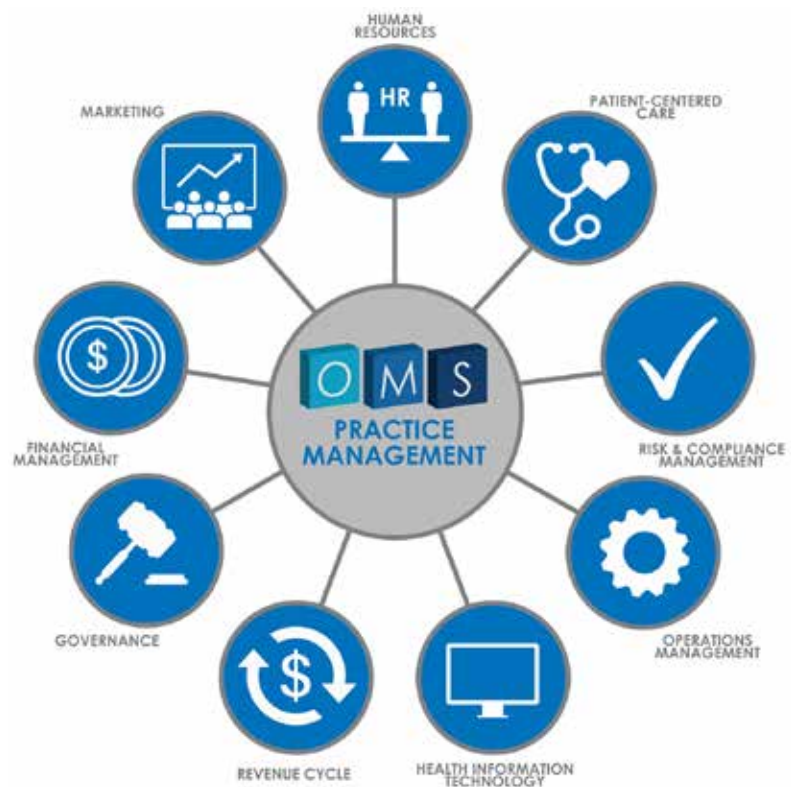 HUMAN
RESOURCES
HR
PATIENT-CENTERED
CARE
MARKETING
$
FINANCIAL
MANAGEMENT
O M S
PRACTICE
MANAGEMENT
RISK & COMPLIANCE
MANAGEMENT
GOVERNANCE
OPERATIONS
MANAGEMENT
$
REVENUE CYCLE
HEALTH INFORMATION
TECHNOLOGY